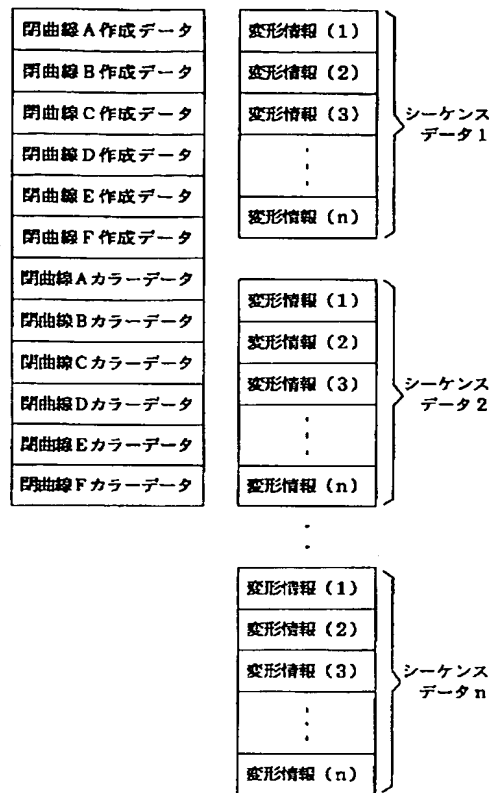 閉曲線A作成データ
閉曲線B作成データ
閉曲線C作成データ
閉曲線D作成データ
閉曲線E作成データ
閉曲線F作成データ
閉曲線Aカラーデータ
閉曲線Bカラーデータ
閉曲線Cカラーデータ
閉曲線Dカラーデータ
閉曲線Eカラーデータ
閉曲線Fカラーデータ
変形情報(1)
変形情報(2)
変形情報(3)
変形情報(n)
シーケンス
データ1
変形情報(1)
変形情報(2)
変形情報(3)
変形情報(n)
シーケンス
データ2
変形情報(1)
変形情報(2)
変形情報(3)
変形情報(n)
シーケンス
データn